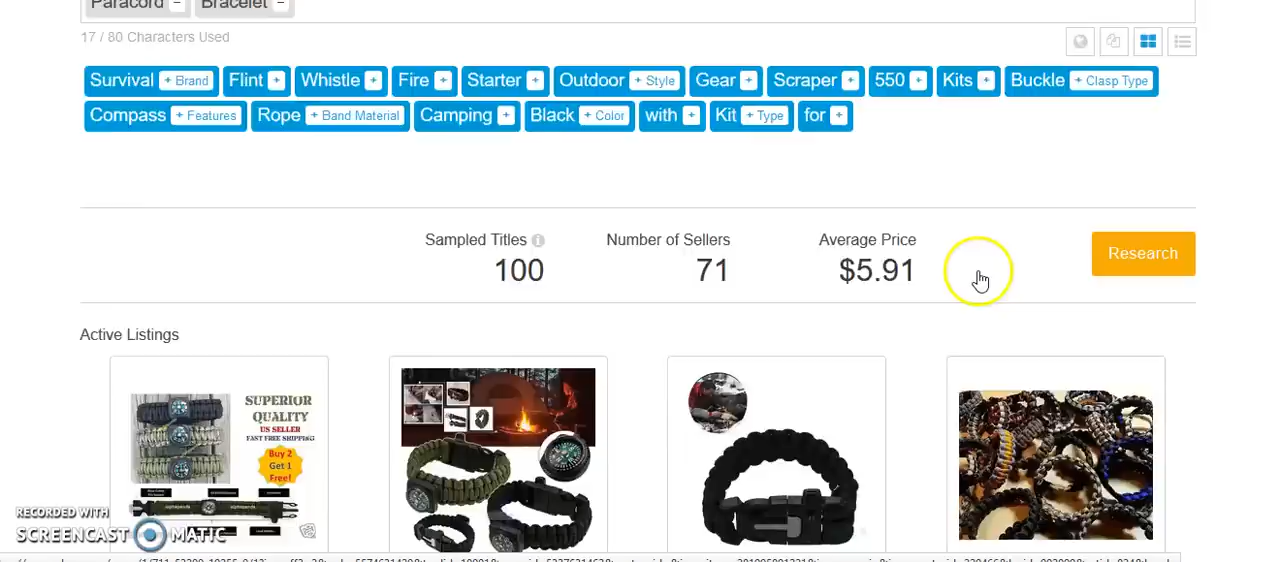 Paracord − Bracelet −
17 / 80 Characters Used
Survival + Brand Flint + Whistle + Fire + Starter + Outdoor + Style Gear + Scraper + 550 + Kits + Buckle + Clasp Type
Compass + Features Rope + Band Material Camping + Black + Color with + Kit + Type for +
Sampled Titles Number of Sellers Average Price
100 71 $5.91
Research
Active Listings
SUPERIOR
QUALITY
US SELLER
FAST FREE SHIPPING
Buy 2
Get 1
Free!
RECORDED WITH
SCREENCAST MATIC